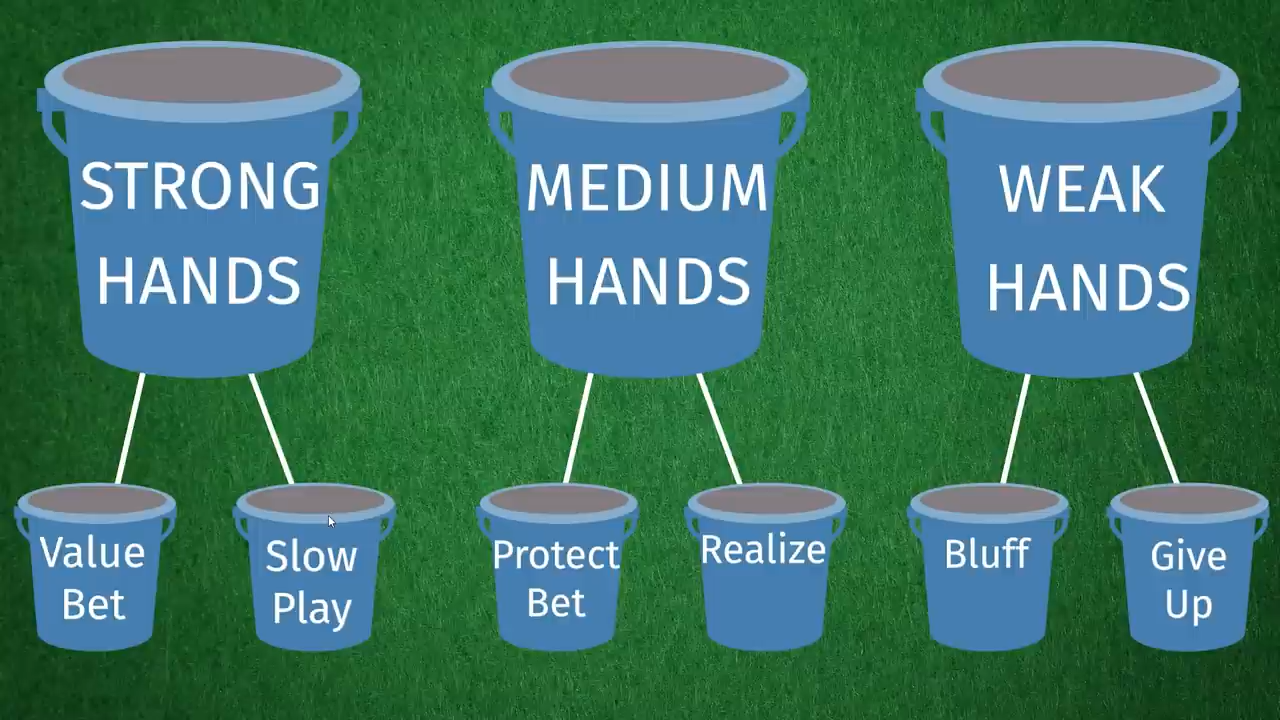 STRONG
HANDS
MEDIUM
HANDS
WEAK
HANDS
Value
Bet
Slow
Play
Protect
Bet
Realize
Bluff
Give
Up